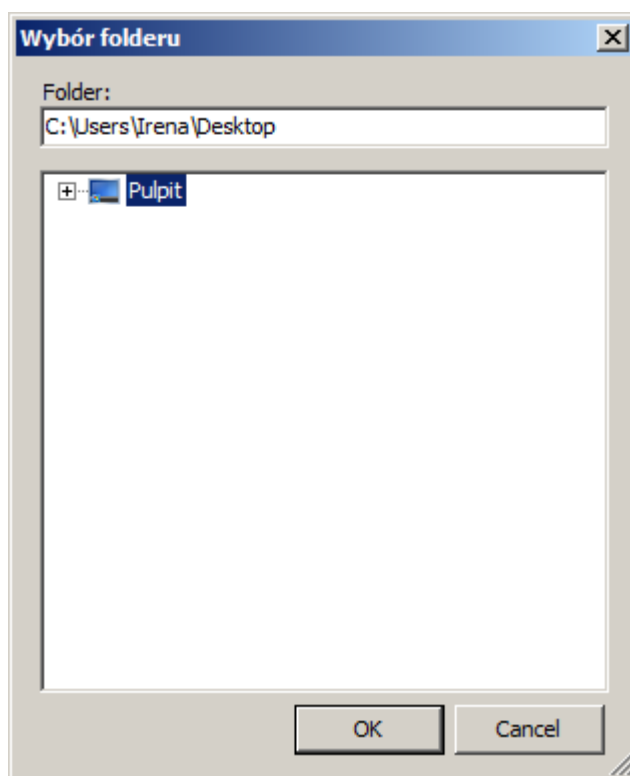 Wybór folderu
Folder:
C:\Users\Irena\Desktop
Pulpit
OK
Cancel